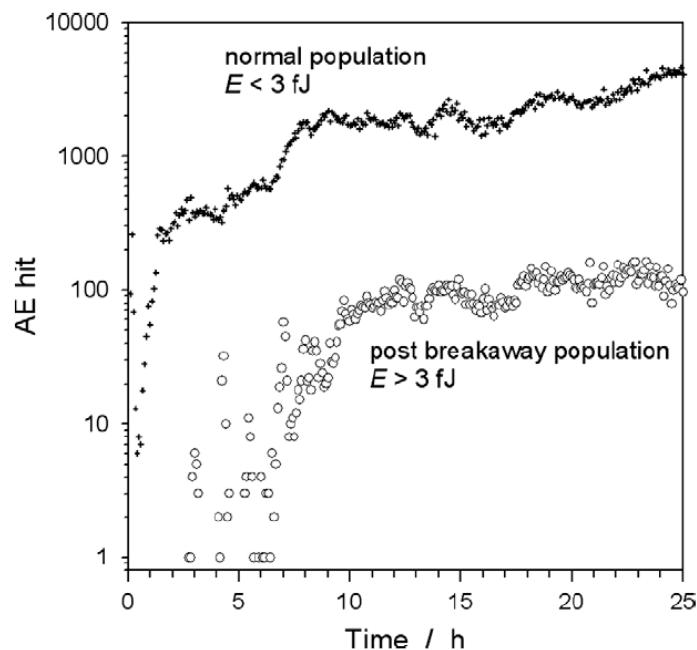 10000
normal population
E < 3 fJ
1000
AE hit
100
post breakaway population
E > 3 fJ
10
1
0 5 10 15 20 25
Time / h